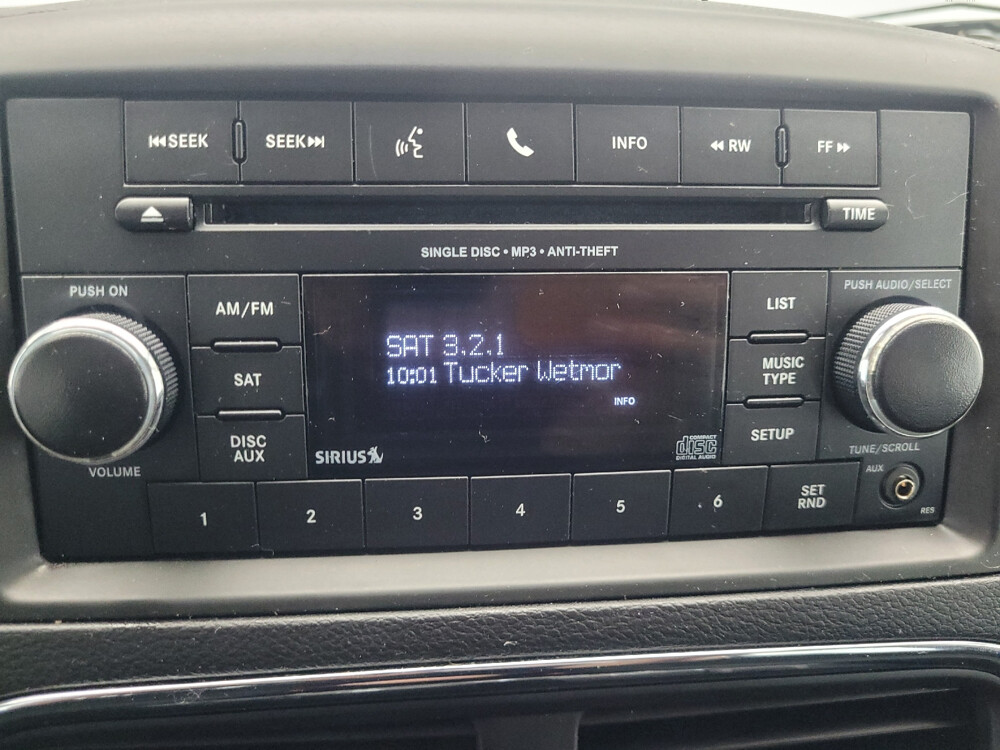 SEEK
SEEK
INFO
RW
FF
TIME
SINGLE DISC • MP3 • ANTI-THEFT
PUSH ON
AM/FM
LIST
PUSH AUDIO/SELECT
SAT 3.2.1
10:01 Tucker Wetmor
INFO
SAT
MUSIC
TYPE
DISC
AUX
SETUP
SIRIUS
COMPACT
disc
DIGITAL AUDIO
VOLUME
TUNE/SCROLL
AUX
RES
1
2
3
4
5
6
SET
RND